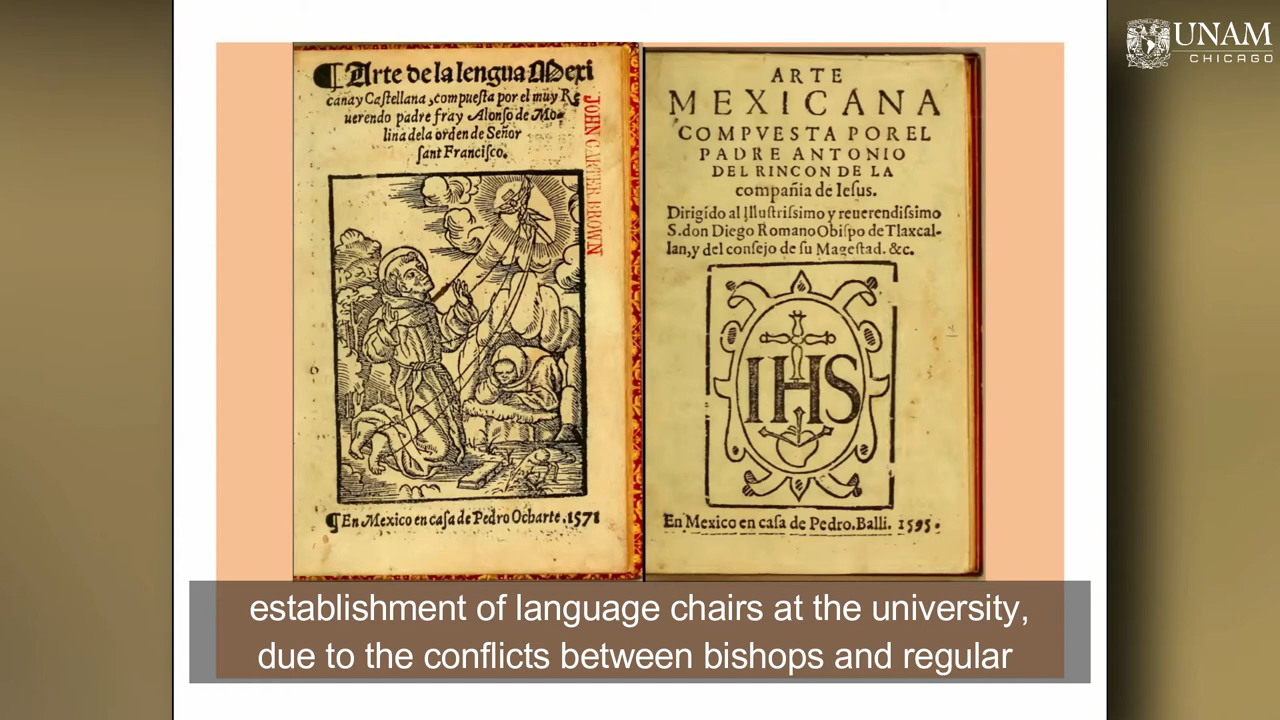 ¶ Arte de la lengua Mexi
cana y Castellana, compuesta por el muy Re
uerendo padre fray Alonso de Mo-
lina dela orden de Señor
sant Francisco.
JOHN CARTER BROWN
¶ En Mexico en casa de Pedro Ocharte. 1571
ARTE
MEXICANA
COMPVESTA POR EL
PADRE ANTONIO
DEL RINCON DE LA
compañia de Iesus.
Dirigido al Illustrissimo y reuerendissimo
S. don Diego Romano Obispo de Tlaxcal-
lan, y del consejo de su Magestad. &c.
IHS
En Mexico en casa de Pedro. Balli. 1595.
UNAM
CHICAGO
establishment of language chairs at the university,
due to the conflicts between bishops and regular